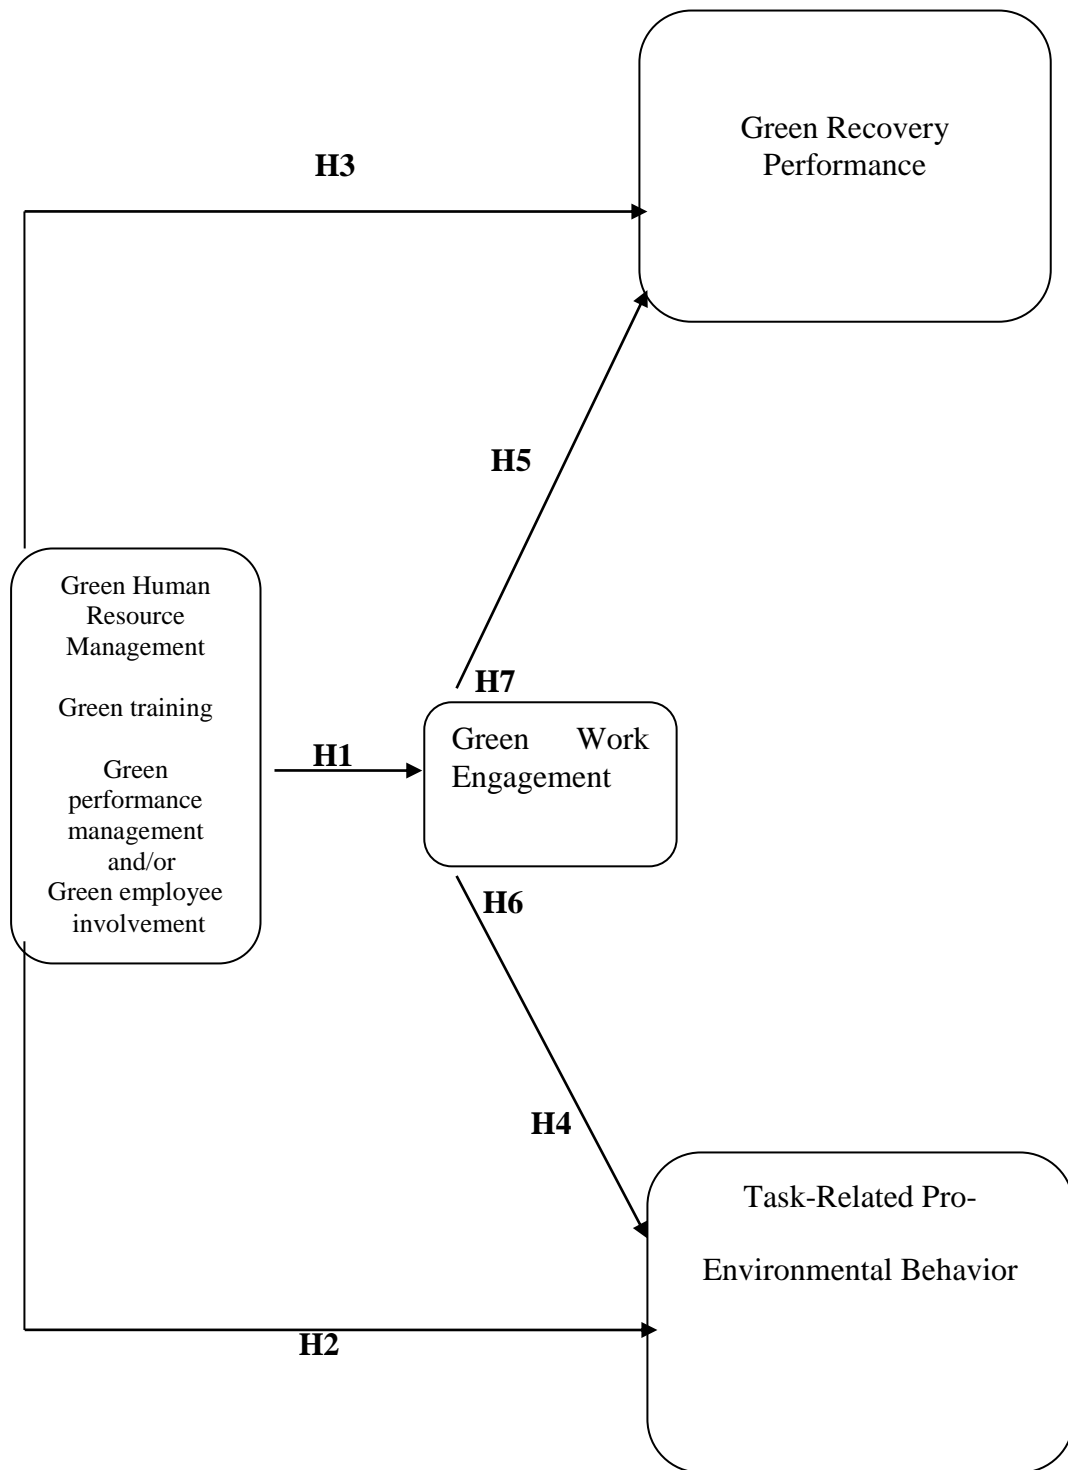 Green Recovery
Performance
H3
H5
Green Human
Resource
Management
Green training
Green
performance
management
and/or
Green employee
involvement
H1
H7
Green Work
Engagement
H6
H4
Task-Related Pro-
Environmental Behavior
H2